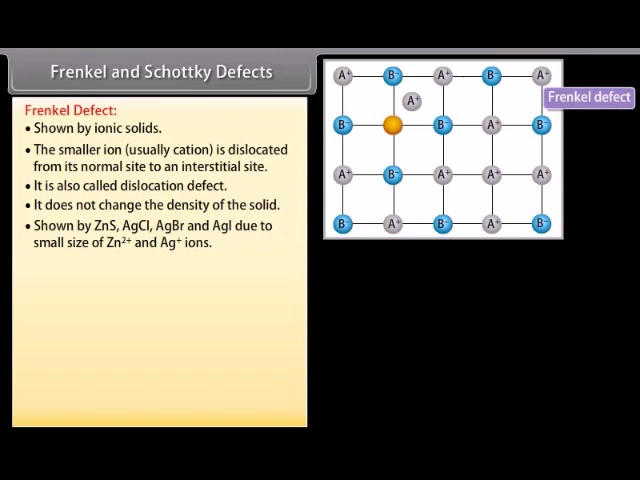 Frenkel and Schottky Defects
Frenkel Defect:
• Shown by ionic solids.
• The smaller ion (usually cation) is dislocated
from its normal site to an interstitial site.
• It is also called dislocation defect.
• It does not change the density of the solid.
• Shown by ZnS, AgCl, AgBr and AgI due to
small size of Zn²⁺ and Ag⁺ ions.
A⁺ B⁻ A⁺ B⁻ A⁺
Frenkel defect
A⁺
B⁻ B⁻ A⁺ B⁻
A⁺ B⁻ A⁺ A⁺ A⁺
B⁻ A⁺ B⁻ A⁺ B⁻